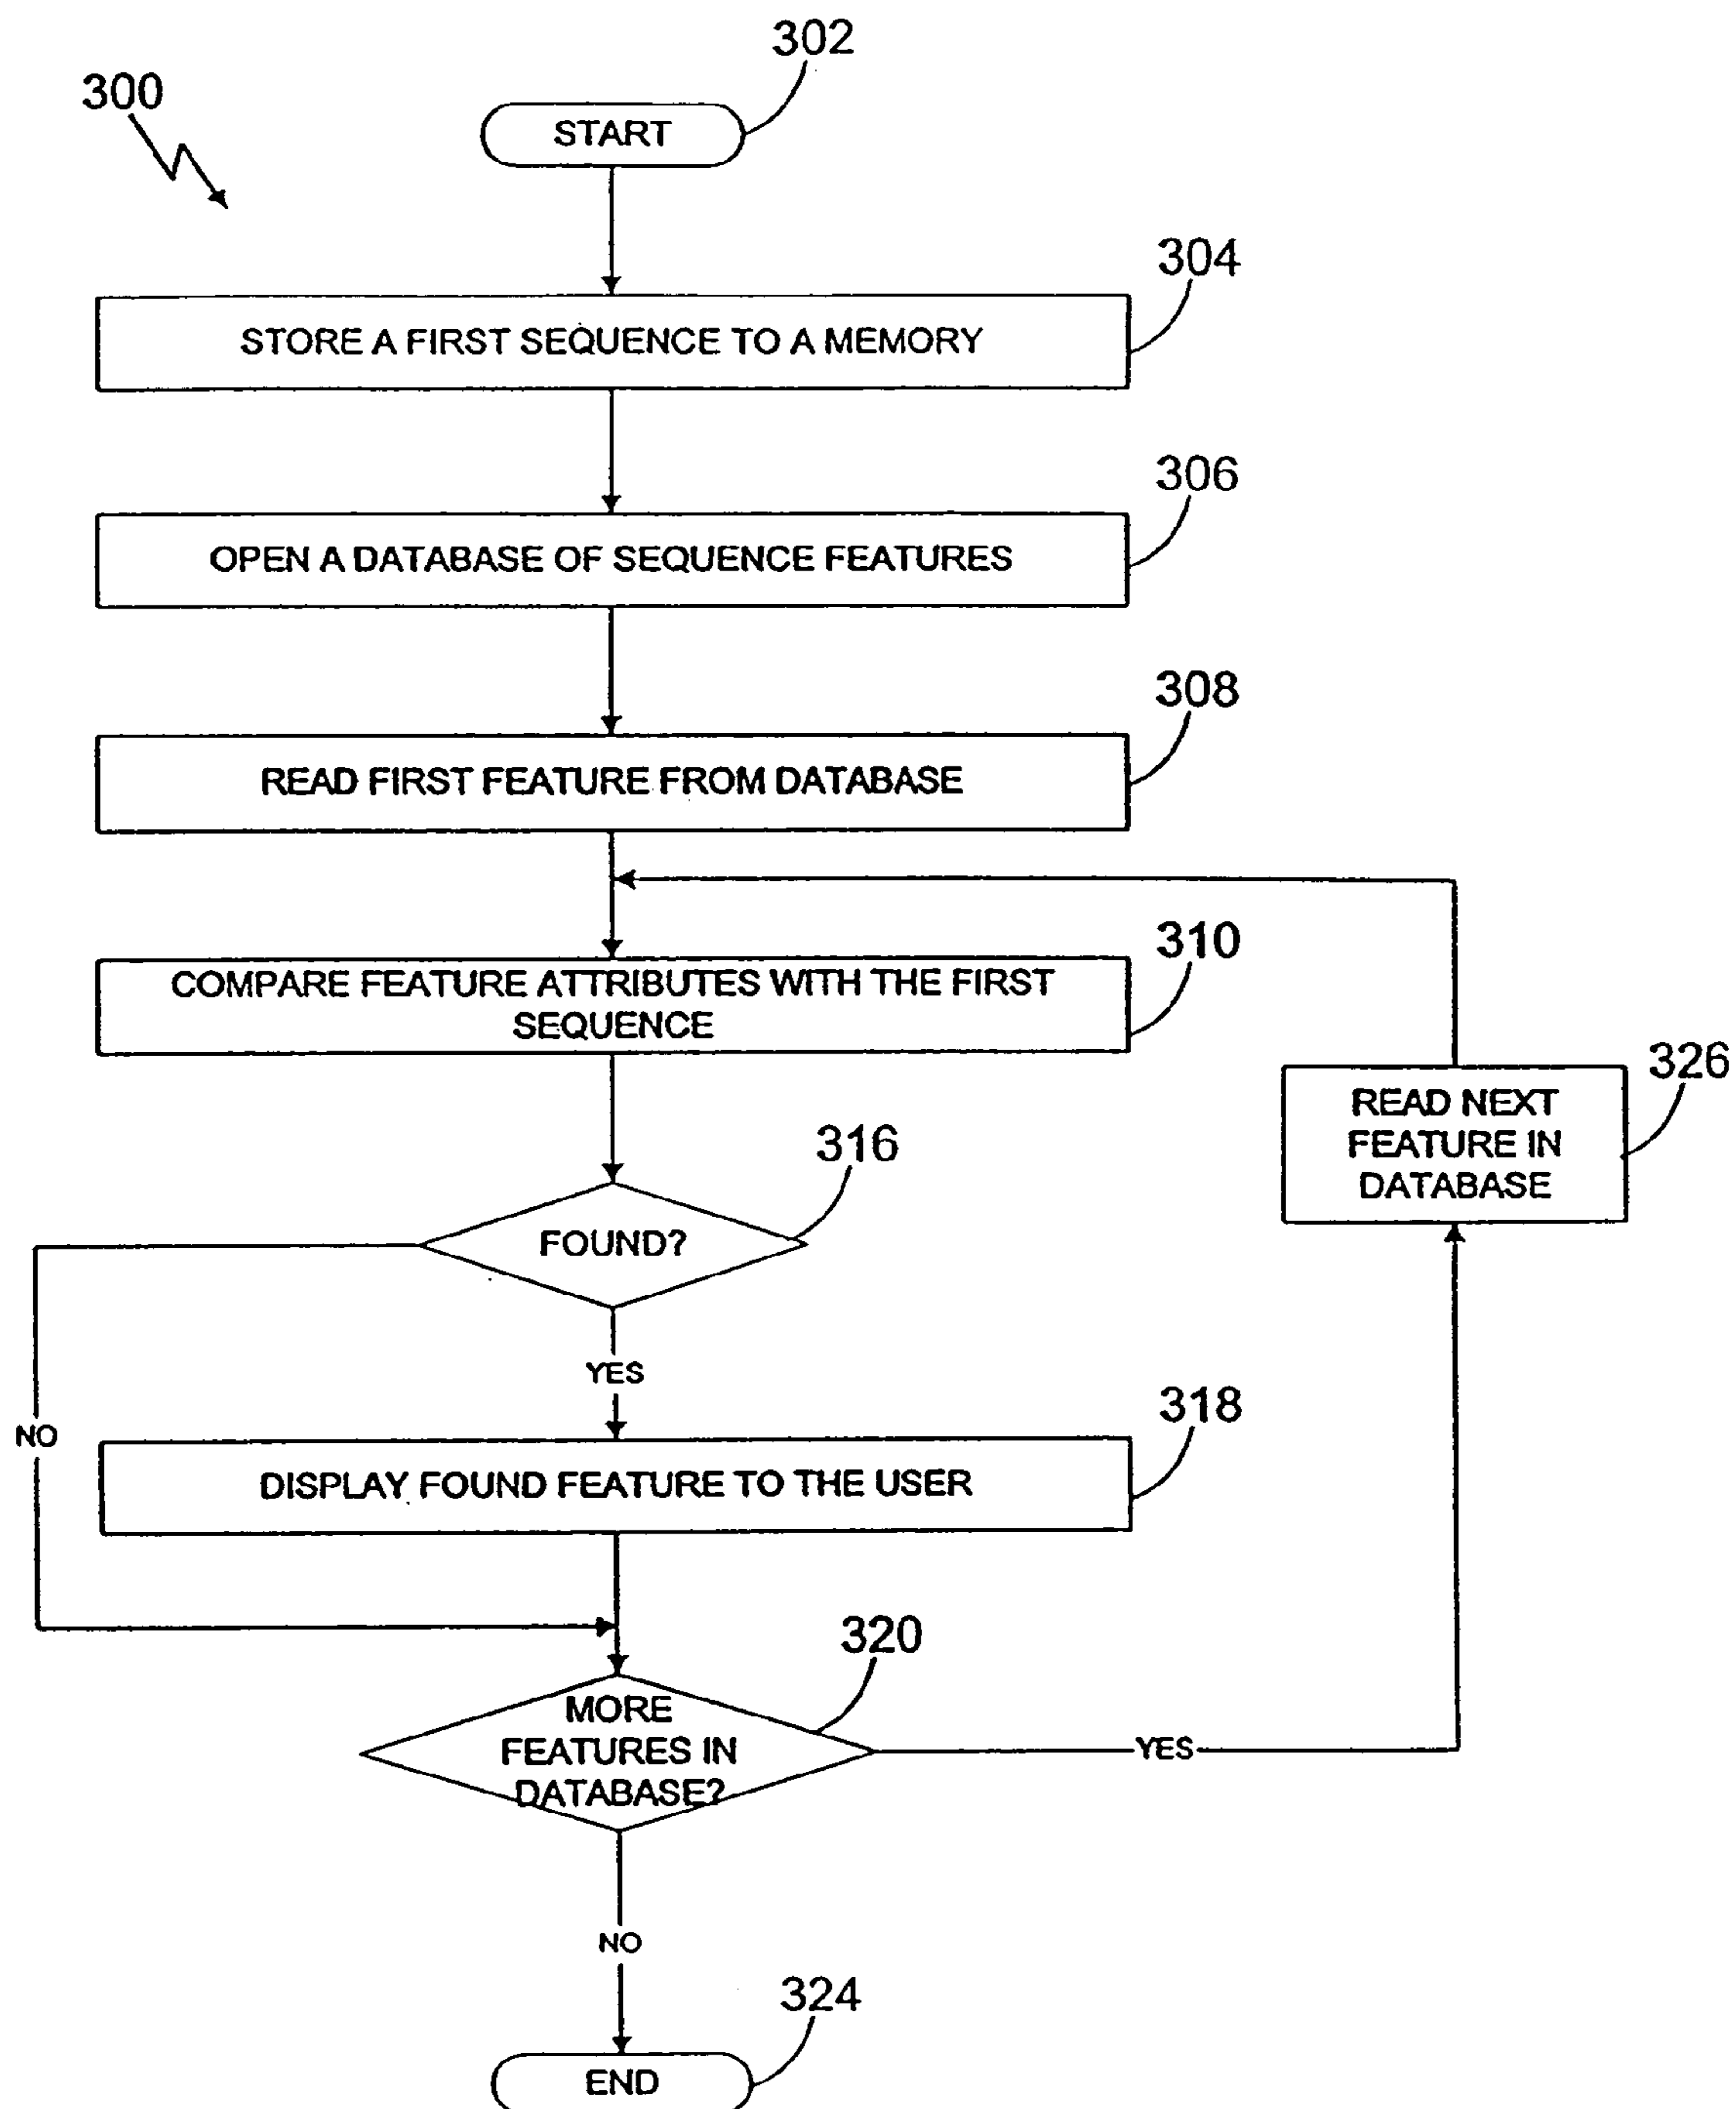 302
300
START
304
STORE A FIRST SEQUENCE TO A MEMORY
306
OPEN A DATABASE OF SEQUENCE FEATURES
308
READ FIRST FEATURE FROM DATABASE
310
COMPARE FEATURE ATTRIBUTES WITH THE FIRST
SEQUENCE
326
READ NEXT
FEATURE IN
DATABASE
316
FOUND?
YES
NO
318
DISPLAY FOUND FEATURE TO THE USER
320
MORE
FEATURES IN
DATABASE?
YES
NO
324
END